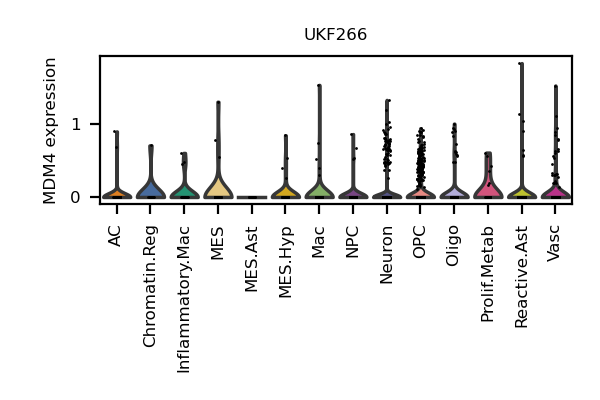 UKF266
MDM4 expression
1
0
AC
Chromatin.Reg
Inflammatory.Mac
MES
MES.Ast
MES.Hyp
Mac
NPC
Neuron
OPC
Oligo
Prolif.Metab
Reactive.Ast
Vasc